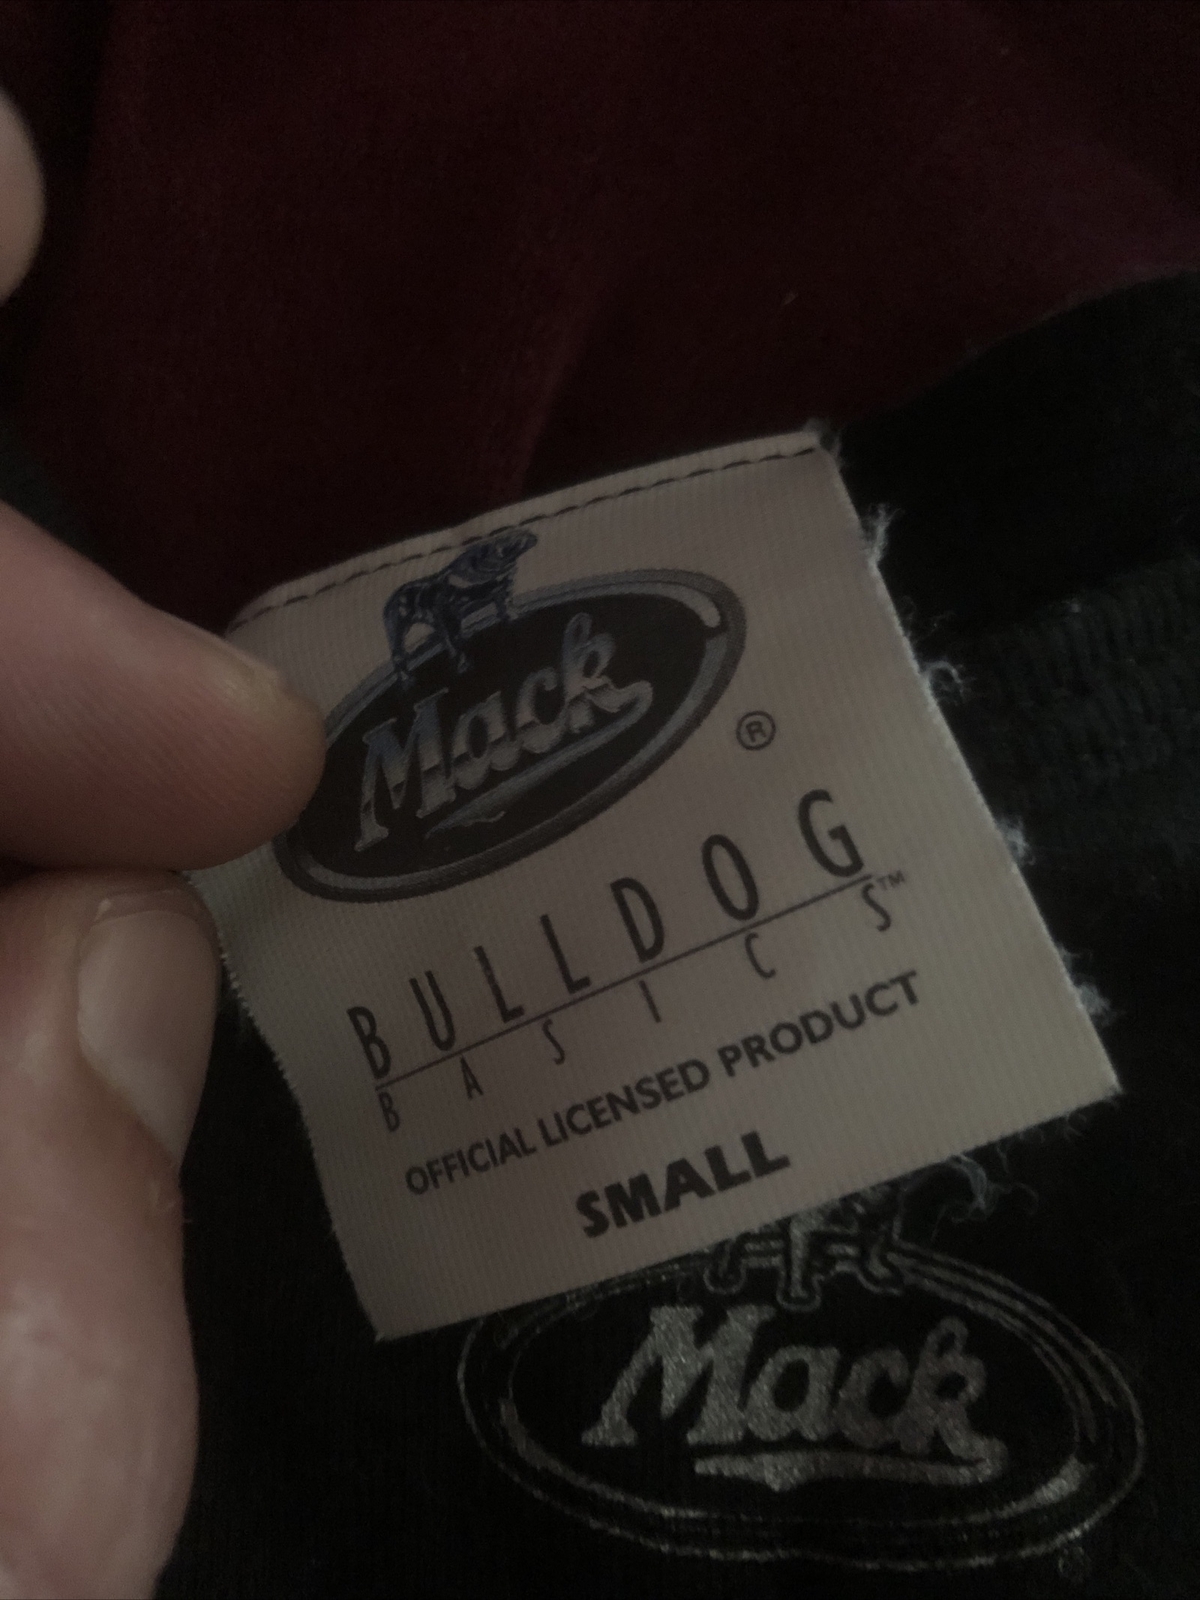 Mack
®
BULLDOG
BASICS™
OFFICIAL LICENSED PRODUCT
SMALL
Mack